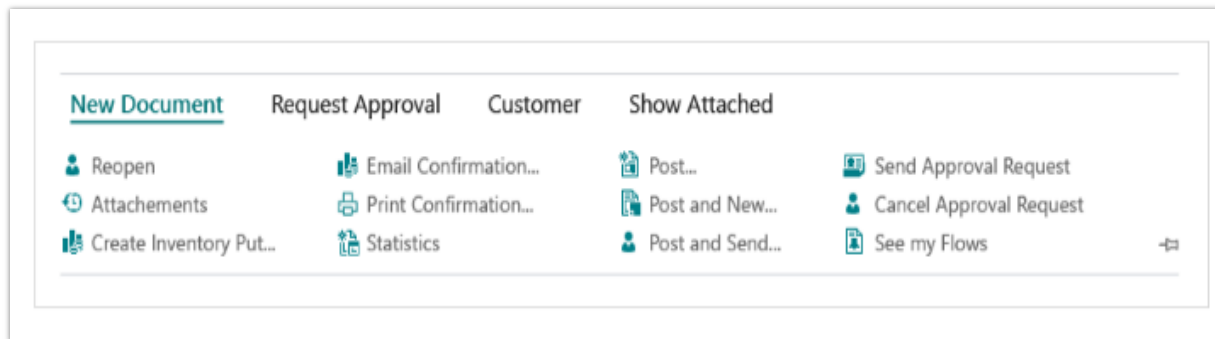 New Document Request Approval Customer Show Attached
Reopen Email Confirmation... Post... Send Approval Request
Attachements Print Confirmation... Post and New... Cancel Approval Request
Create Inventory Put... Statistics Post and Send... See my Flows